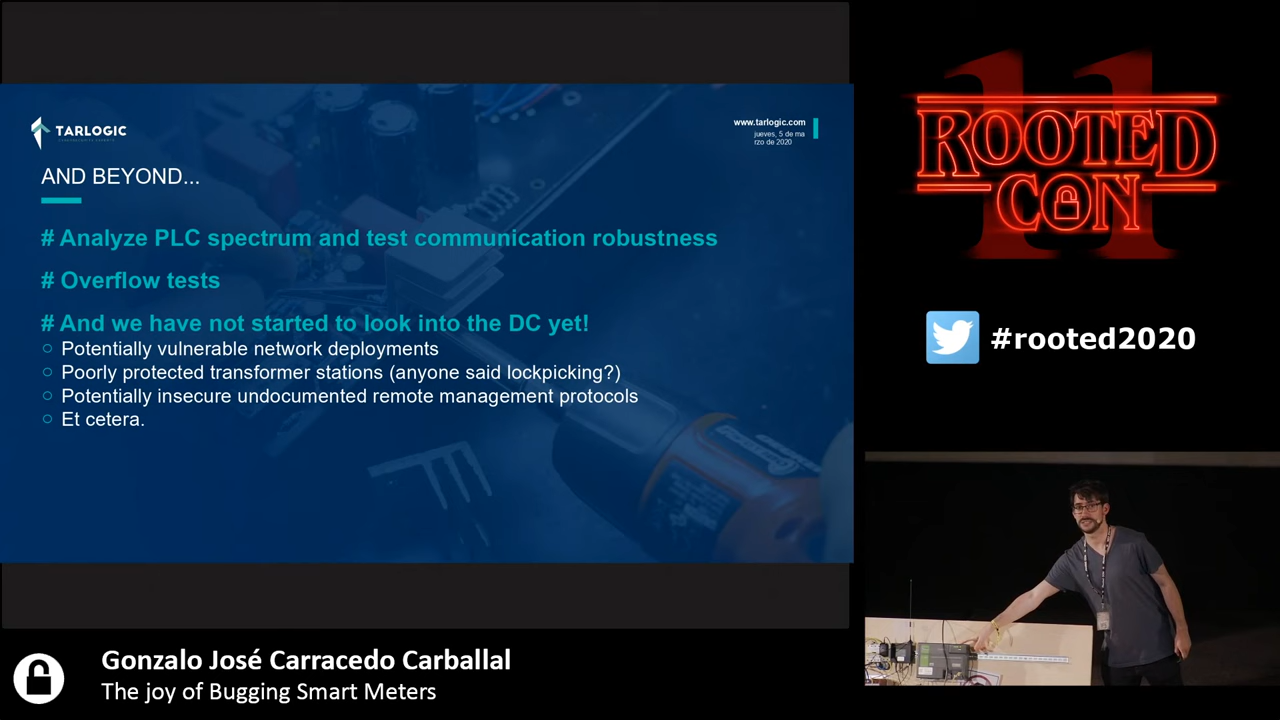 TARLOGIC
www.tarlogic.com
jueves, 5 de ma
rzo de 2020
AND BEYOND...
# Analyze PLC spectrum and test communication robustness
# Overflow tests
# And we have not started to look into the DC yet!
Potentially vulnerable network deployments
Poorly protected transformer stations (anyone said lockpicking?)
Potentially insecure undocumented remote management protocols
Et cetera.
11
ROOTED
CON
#rooted2020
Gonzalo José Carracedo Carballal
The joy of Bugging Smart Meters